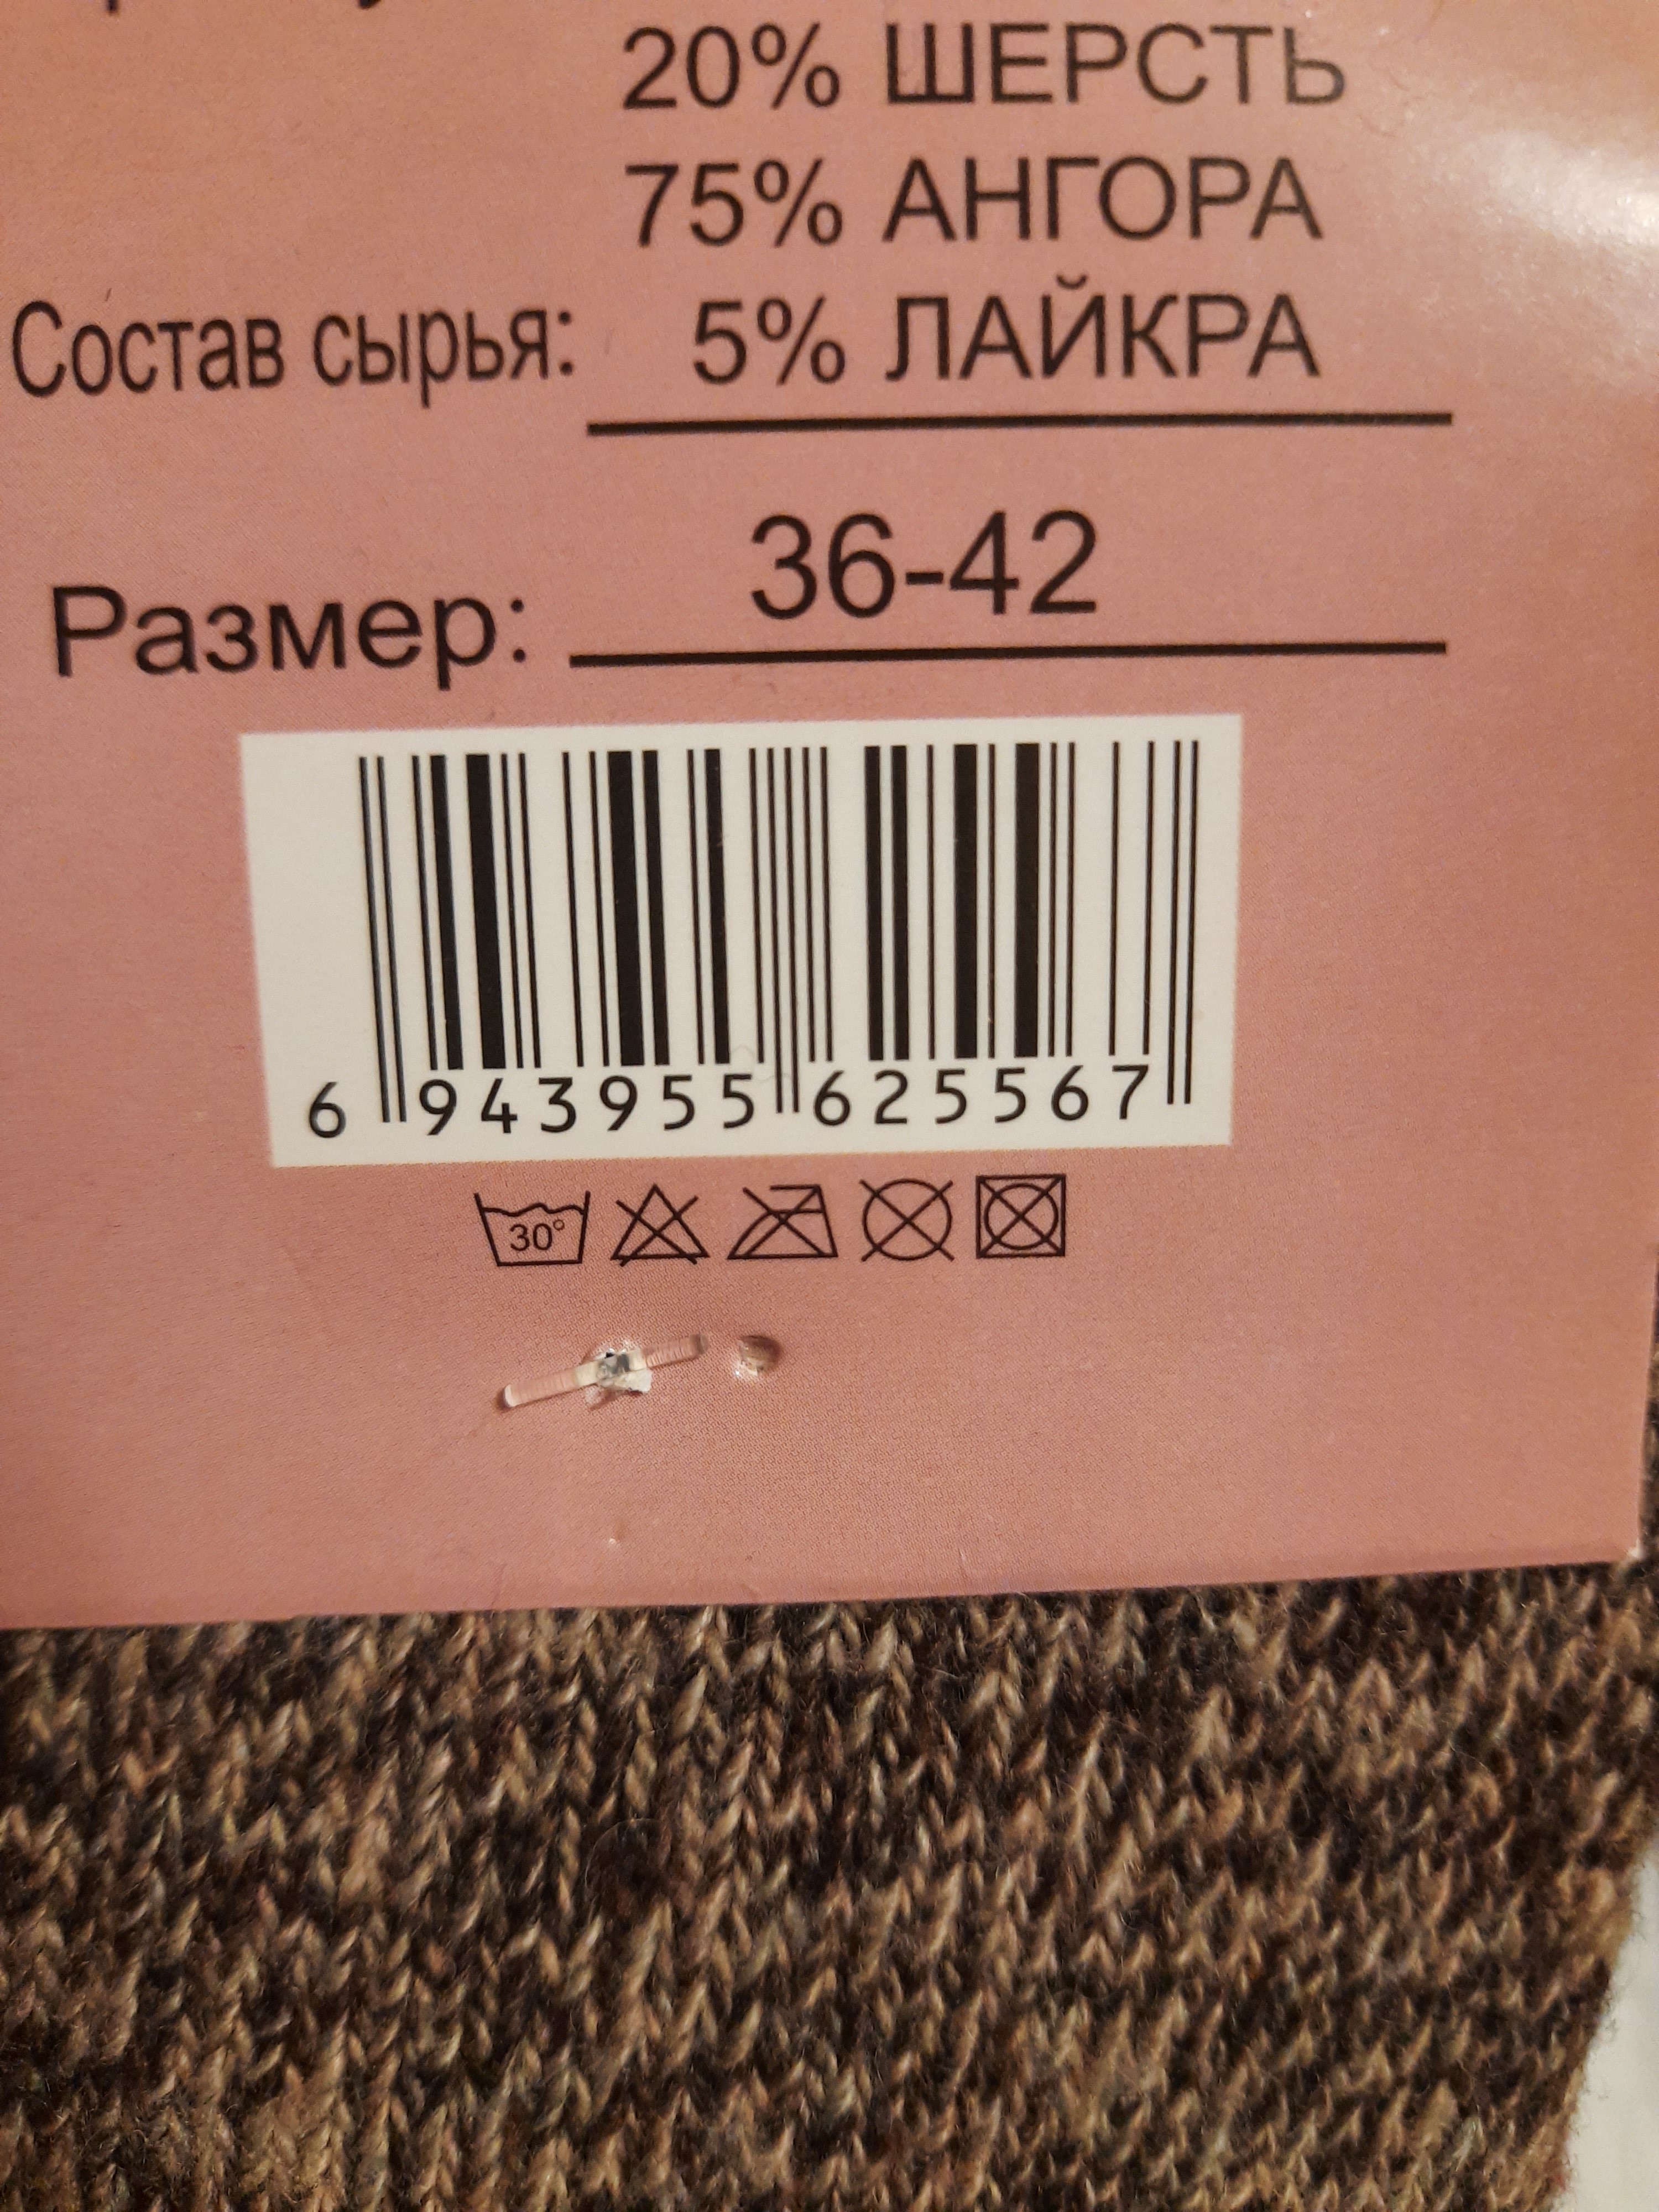 20% ШЕРСТЬ
75% АНГОРА
Состав сырья: 5% ЛАЙКРА
Размер: 36-42
6 943955 625567
30°